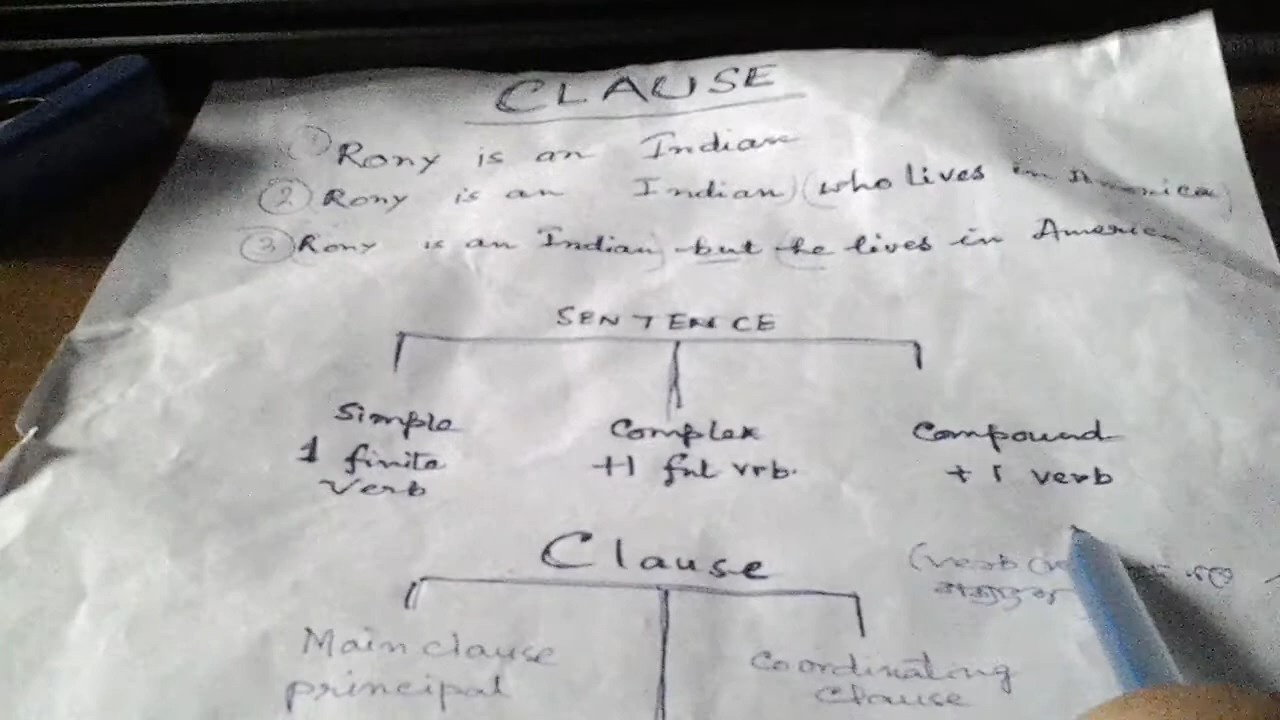 CLAUSE
① Rony is an Indian
② Rony is an Indian) (who lives in America)
③ Rony is an Indian) but he lives in America
SENTENCE
Simple Complex Compound
1 finite +1 fnt vrb. +1 verb
verb
Clause
(verb
Main clause Coordinating
principal Clause